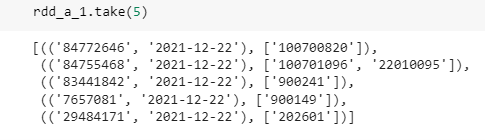 rdd_a_1.take(5)
[(('84772646', '2021-12-22'), ['100700820']),
(('84755468', '2021-12-22'), ['100701096', '22010095']),
(('83441842', '2021-12-22'), ['900241']),
(('7657081', '2021-12-22'), ['900149']),
(('29484171', '2021-12-22'), ['202601'])]